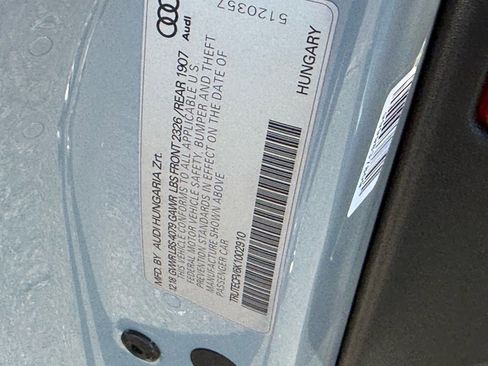 Audi
5120357
MFD. BY AUDI HUNGARIA Zrt.
12.18 GWR LBS 4079 GAWR LBS FRONT 2326 /REAR 1907
THIS VEHICLE CONFORMS TO ALL APPLICABLE U.S.
FEDERAL MOTOR VEHICLE SAFETY, BUMPER AND THEFT
PREVENTION STANDARDS IN EFFECT ON THE DATE OF
MANUFACTURE SHOWN ABOVE
PASSENGER CAR
HUNGARY